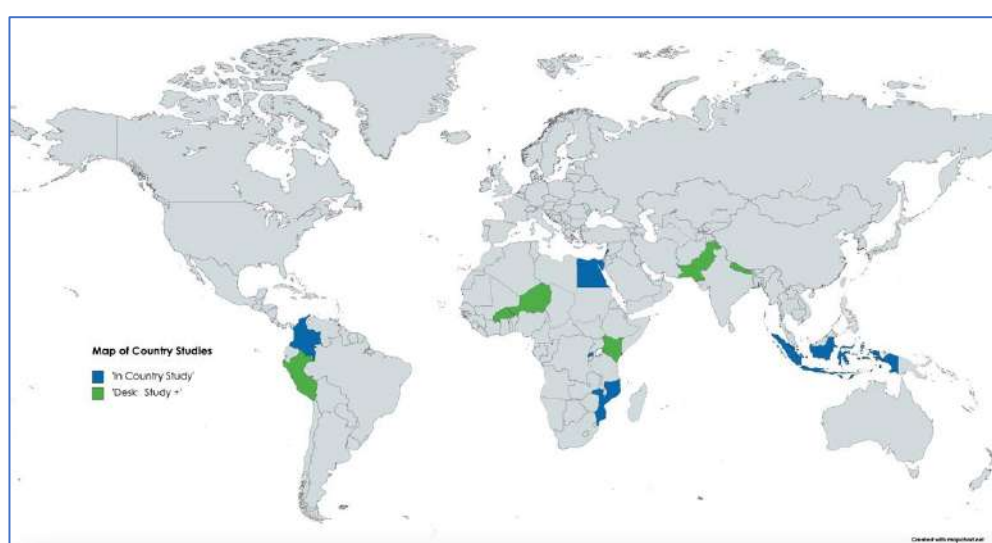 Map of Country Studies
'In Country Study'
'Desk Study +'
Created with mapchart.net